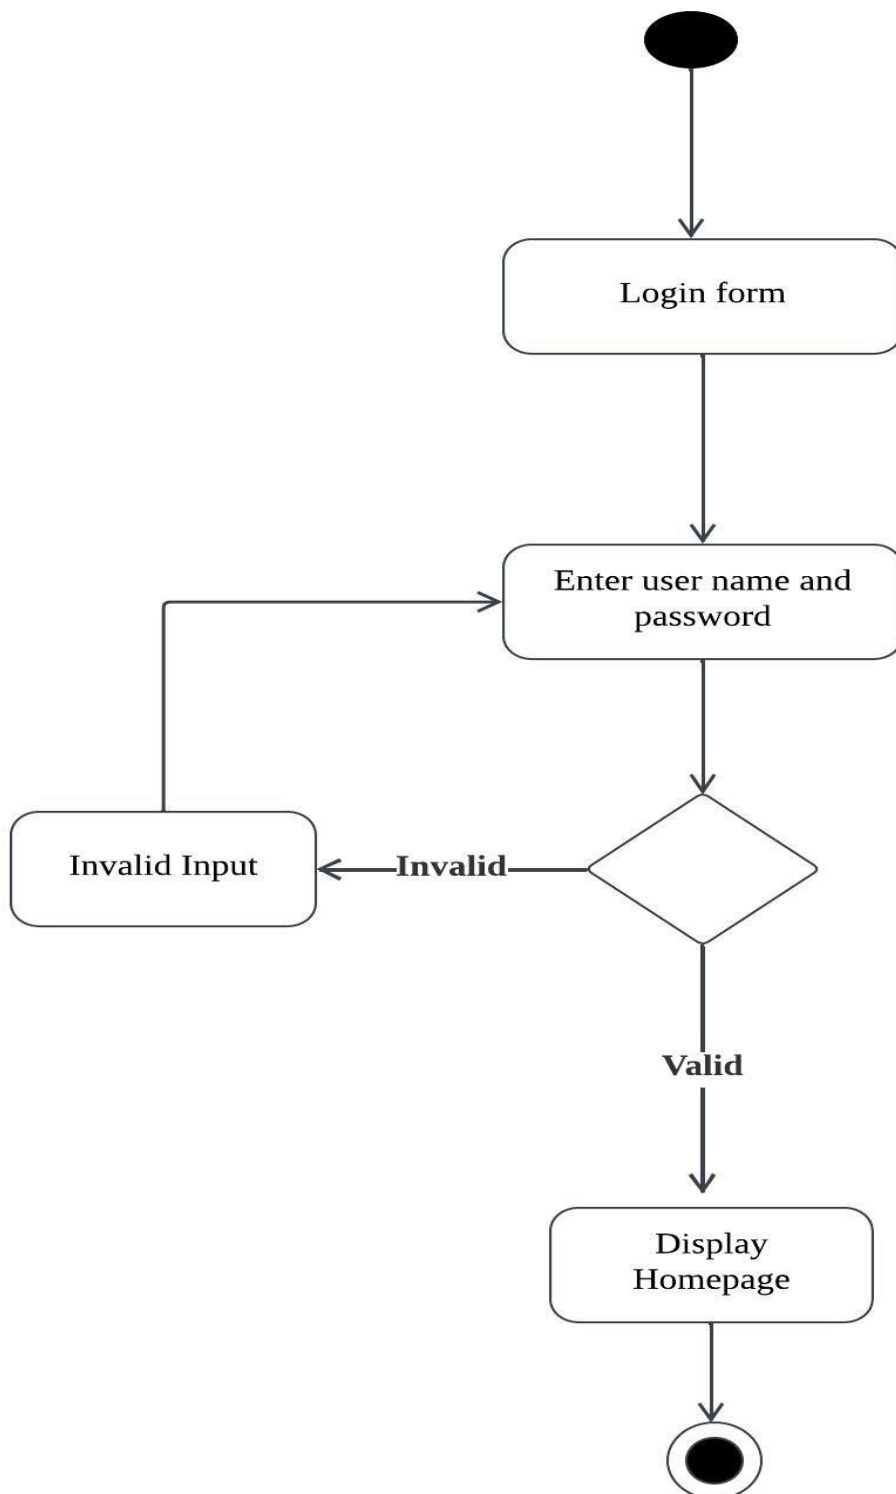 Login form
Enter user name and
password
Invalid Input
Invalid
Valid
Display
Homepage